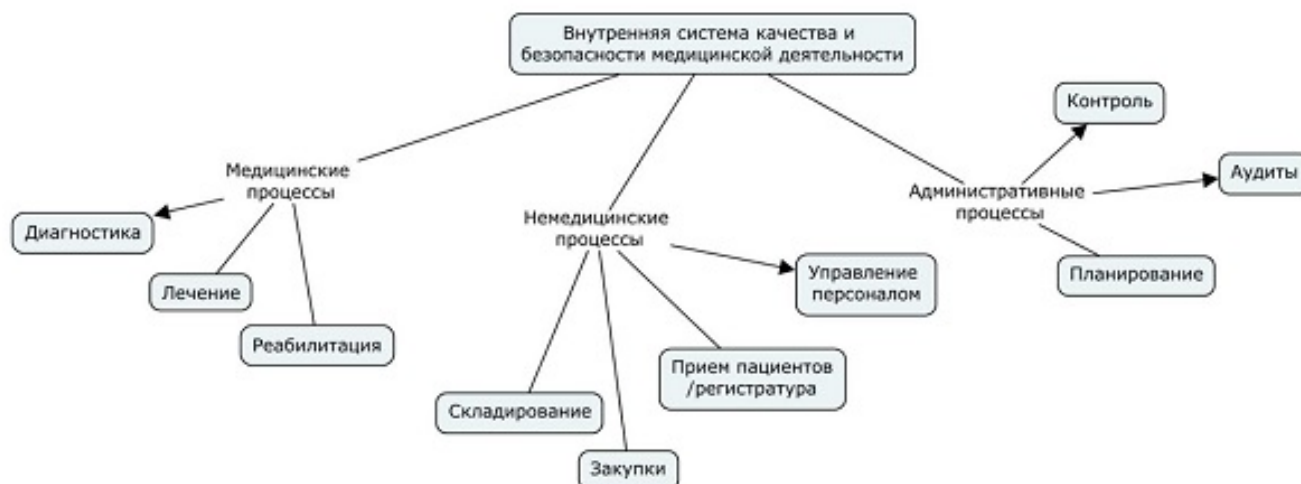 Внутренняя система качества и
безопасности медицинской деятельности
Контроль
Аудиты
Медицинские
процессы
Административные
процессы
Диагностика
Немедицинские
процессы
Планирование
Управление
персоналом
Лечение
Реабилитация
Прием пациентов
/регистратура
Складирование
Закупки